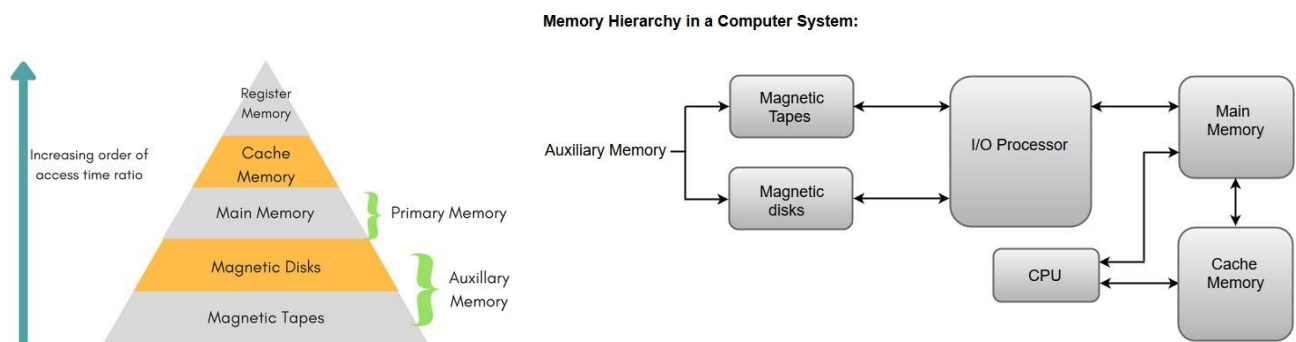 Memory Hierarchy in a Computer System:
Register
Memory
Increasing order of
access time ratio
Cache
Memory
Main Memory
Primary Memory
Magnetic Disks
Auxillary
Memory
Magnetic Tapes
Auxiliary Memory
Magnetic
Tapes
Magnetic
disks
I/O Processor
Main
Memory
CPU
Cache
Memory